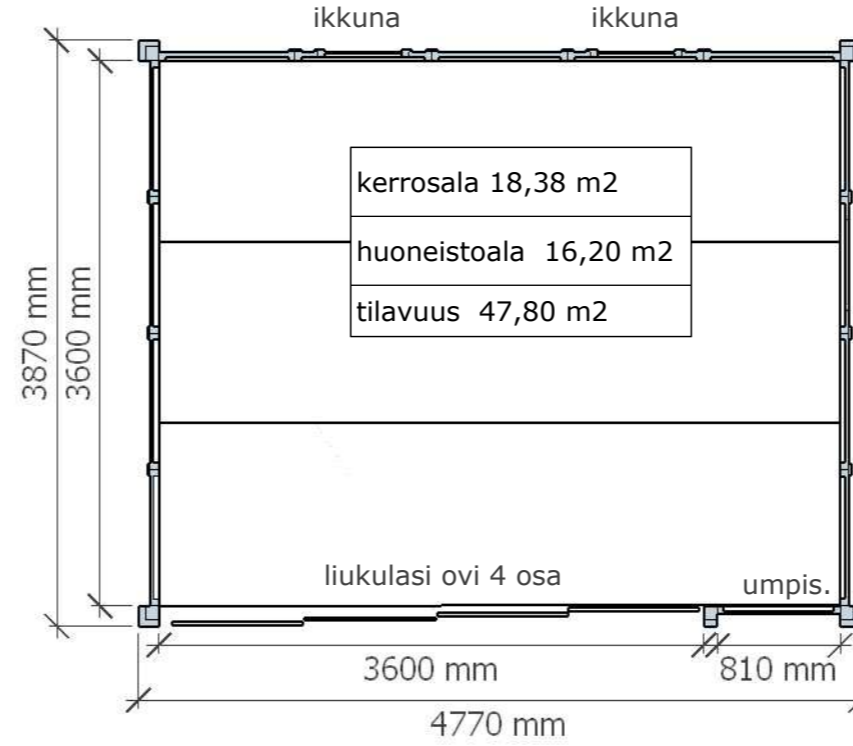 ikkuna ikkuna
kerrosala 18,38 m2
huoneistoala 16,20 m2
tilavuus 47,80 m2
3870 mm
3600 mm
liukulasi ovi 4 osa
umpis.
3600 mm
810 mm
4770 mm